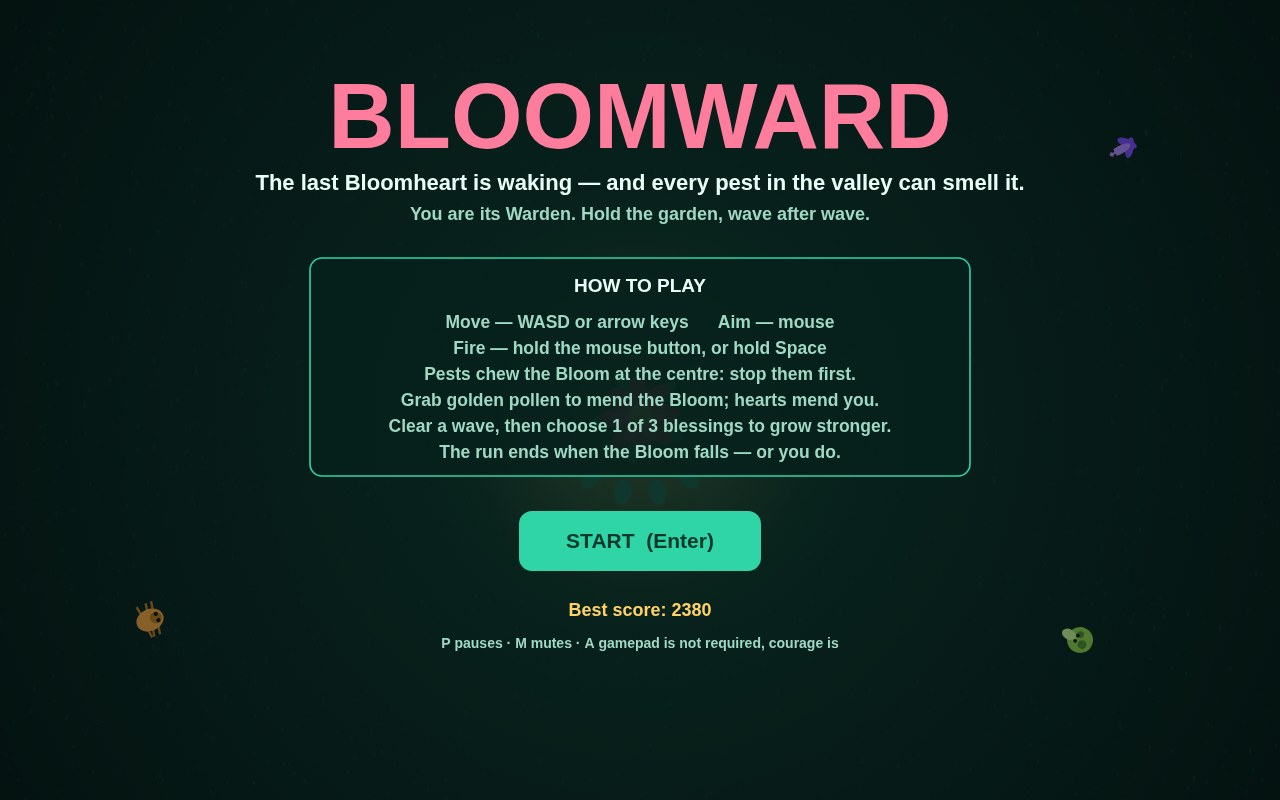 BLOOMWARD
The last Bloomheart is waking — and every pest in the valley can smell it.
You are its Warden. Hold the garden, wave after wave.
HOW TO PLAY
Move — WASD or arrow keys Aim — mouse
Fire — hold the mouse button, or hold Space
Pests chew the Bloom at the centre: stop them first.
Grab golden pollen to mend the Bloom; hearts mend you.
Clear a wave, then choose 1 of 3 blessings to grow stronger.
The run ends when the Bloom falls — or you do.
START (Enter)
Best score: 2380
P pauses · M mutes · A gamepad is not required, courage is